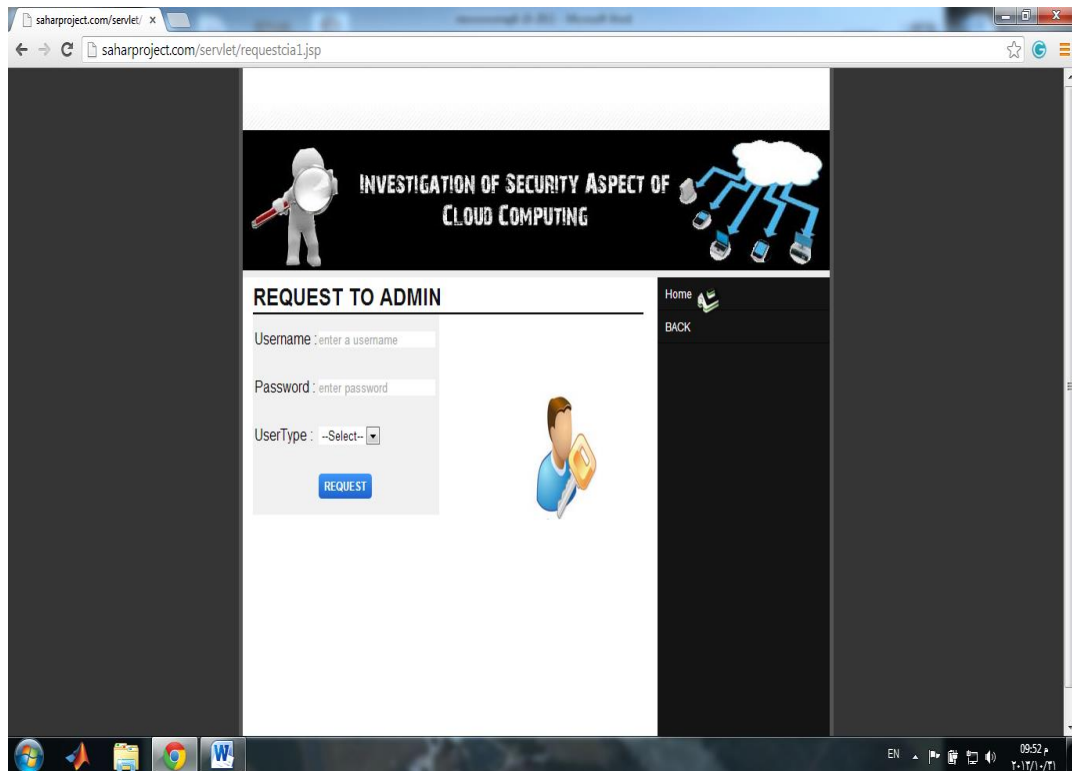 saharproject.com/servlet/
saharproject.com/servlet/requestcia1.jsp
INVESTIGATION OF SECURITY ASPECT OF
CLOUD COMPUTING
REQUEST TO ADMIN
Home
BACK
Username : enter a username
Password : enter password
UserType : --Select--
REQUEST
EN
09:52 م